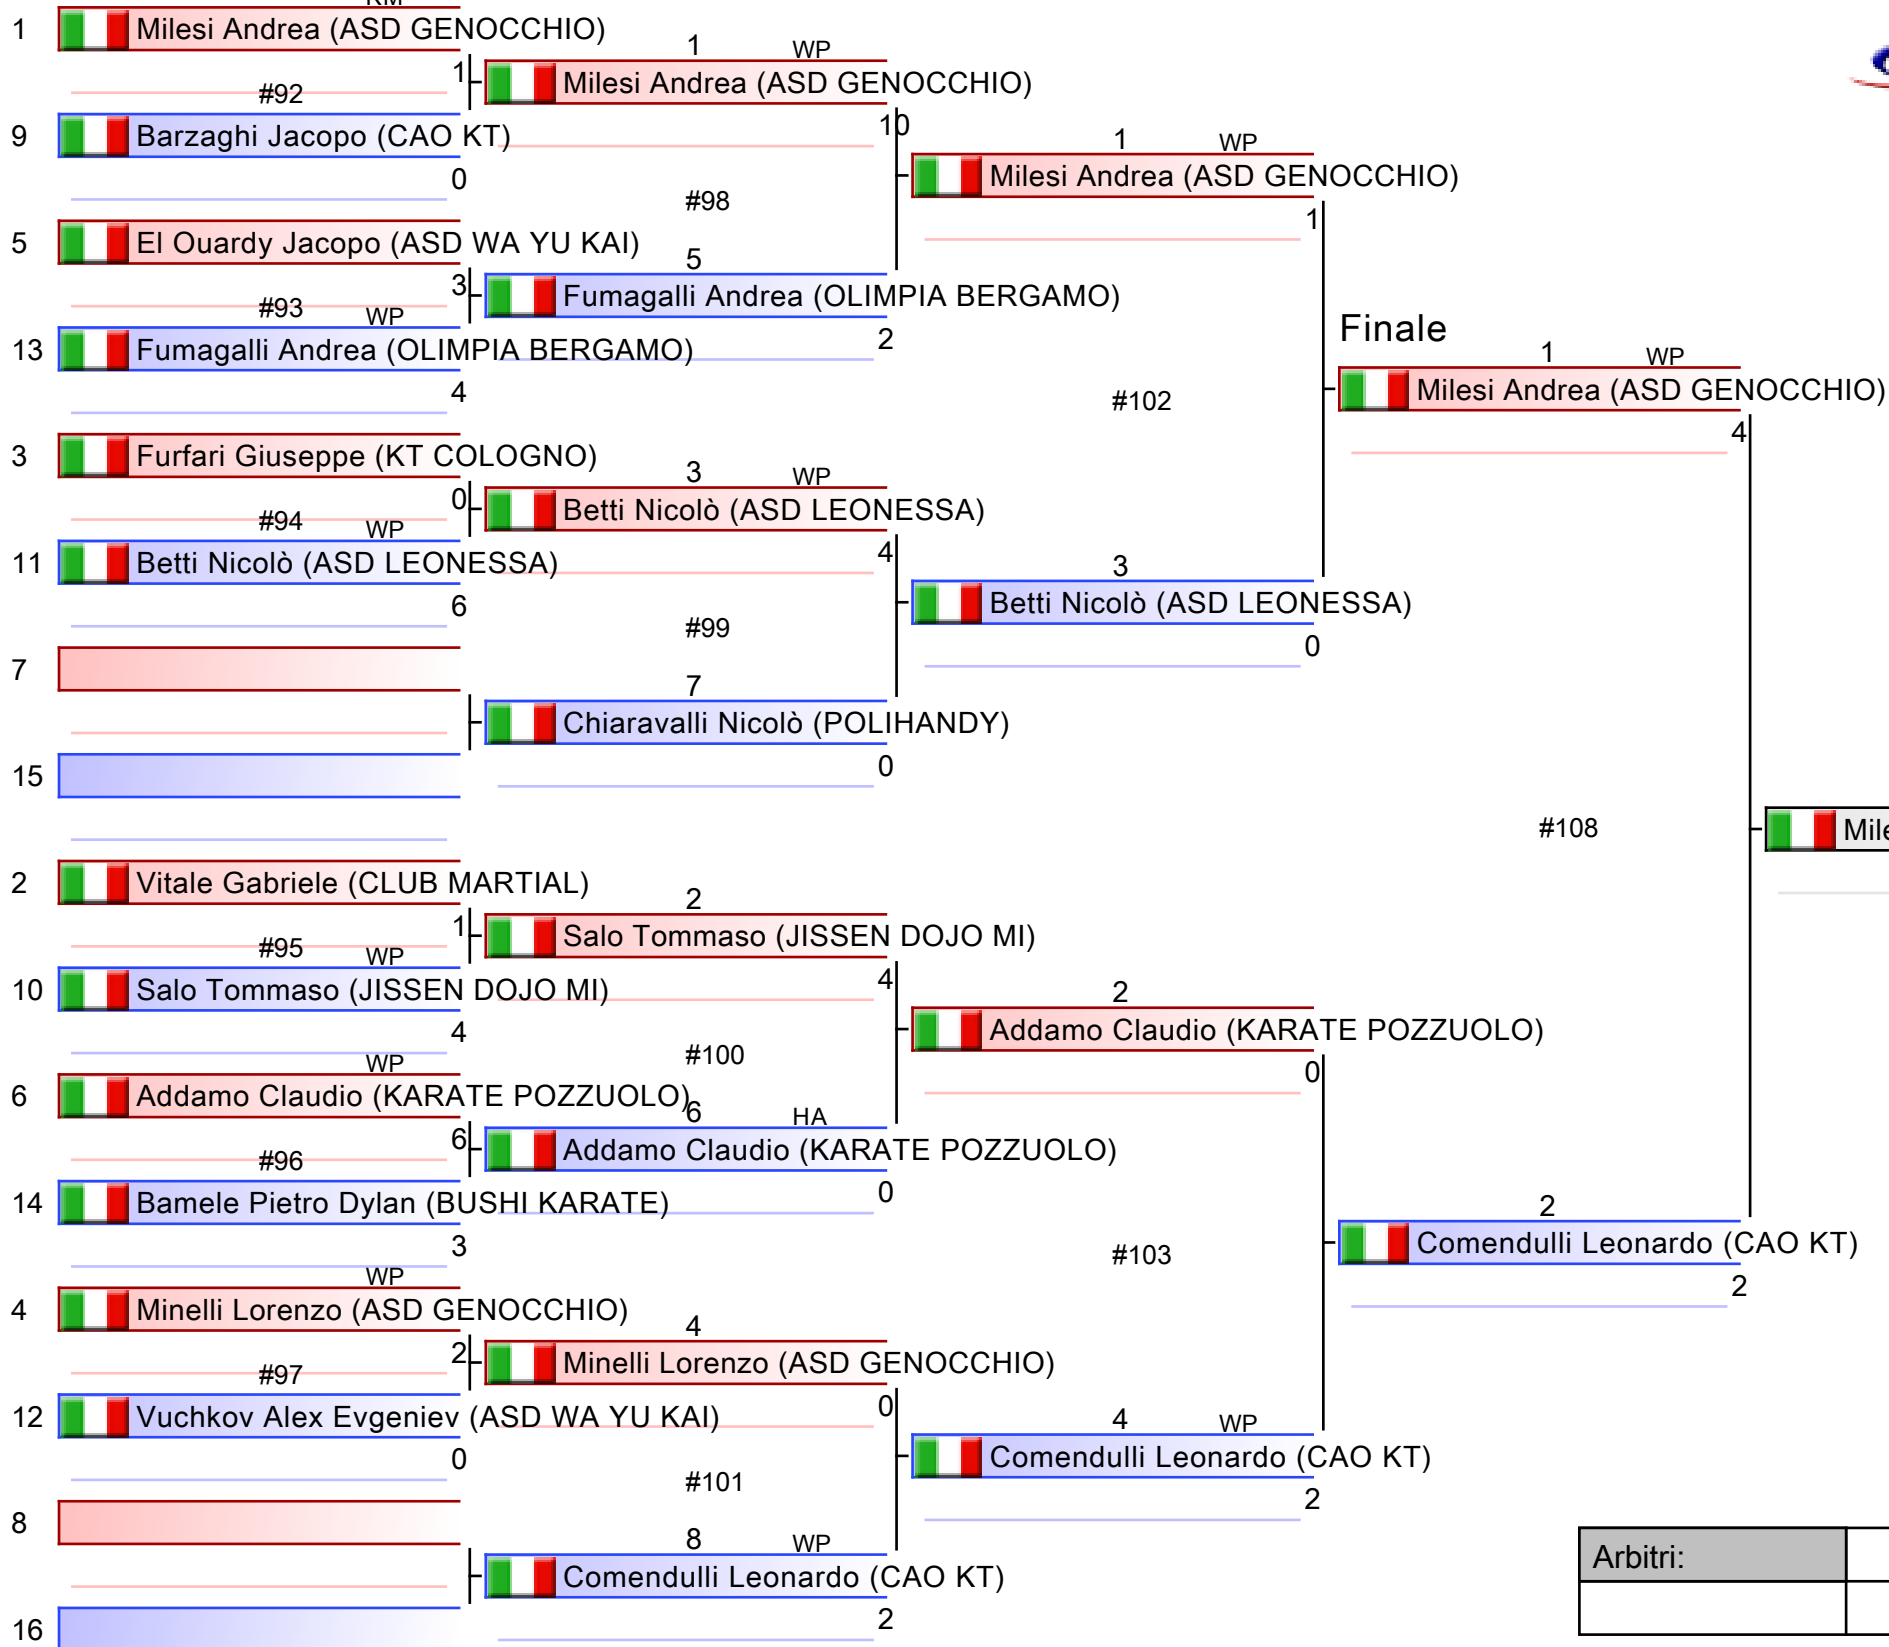 1 Milesi Andrea (ASD GENOCCHIO)
1 WP
1 Milesi Andrea (ASD GENOCCHIO)
#92
9 Barzaghi Jacopo (CAO KT)
10
1 WP
Milesi Andrea (ASD GENOCCHIO)
0
#98
1
5 El Ouardy Jacopo (ASD WA YU KAI)
5
3 Fumagalli Andrea (OLIMPIA BERGAMO)
#93 WP
13 Fumagalli Andrea (OLIMPIA BERGAMO)
2
Finale
1 WP
Milesi Andrea (ASD GENOCCHIO)
4
#102
4
3 Furfari Giuseppe (KT COLOGNO)
3 WP
0 Betti Nicolò (ASD LEONESSA)
#94 WP
11 Betti Nicolò (ASD LEONESSA)
4
3
Betti Nicolò (ASD LEONESSA)
6
#99
0
7
7
Chiaravalli Nicolò (POLIHANDY)
15
0
#108
2 Vitale Gabriele (CLUB MARTIAL)
2
1 Salo Tommaso (JISSEN DOJO MI)
#95 WP
10 Salo Tommaso (JISSEN DOJO MI)
4
2
Addamo Claudio (KARATE POZZUOLO)
4
#100
WP
0
6 Addamo Claudio (KARATE POZZUOLO)
6 HA
6 Addamo Claudio (KARATE POZZUOLO)
#96
14 Bamele Pietro Dylan (BUSHI KARATE)
0
2
Comendulli Leonardo (CAO KT)
3
#103
WP
2
4 Minelli Lorenzo (ASD GENOCCHIO)
4
2 Minelli Lorenzo (ASD GENOCCHIO)
#97
12 Vuchkov Alex Evgeniev (ASD WA YU KAI)
0
4 WP
Comendulli Leonardo (CAO KT)
0
#101
2
8
8 WP
Comendulli Leonardo (CAO KT)
Arbitri:
16
2